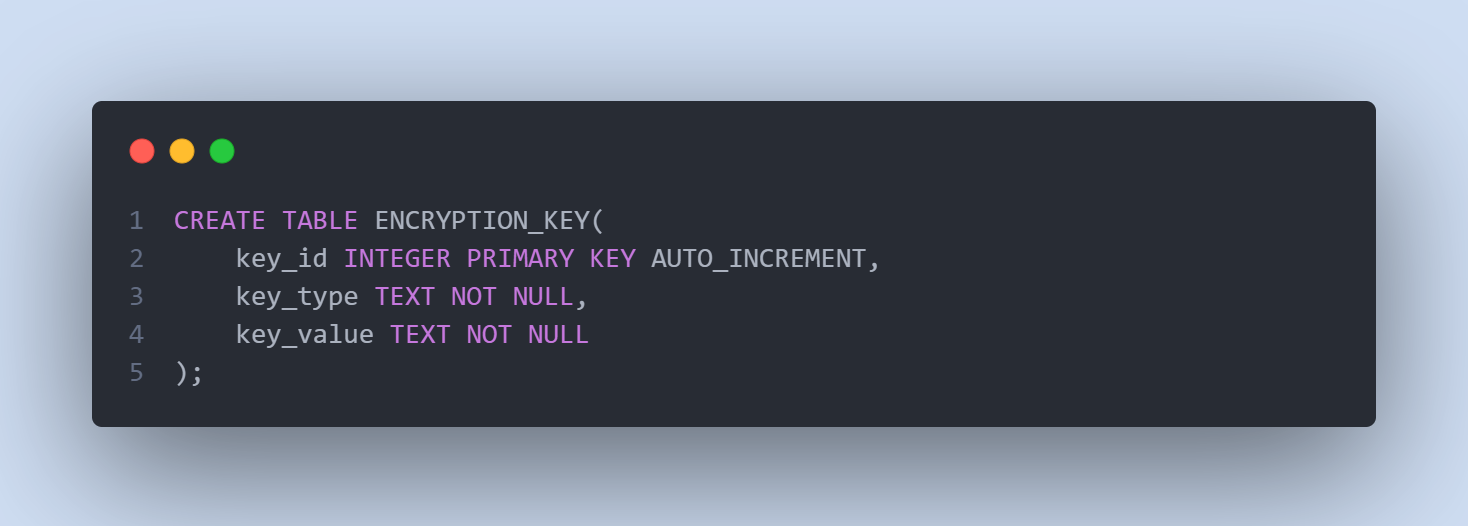 1 CREATE TABLE ENCRYPTION_KEY(
2     key_id INTEGER PRIMARY KEY AUTO_INCREMENT,
3     key_type TEXT NOT NULL,
4     key_value TEXT NOT NULL
5 );